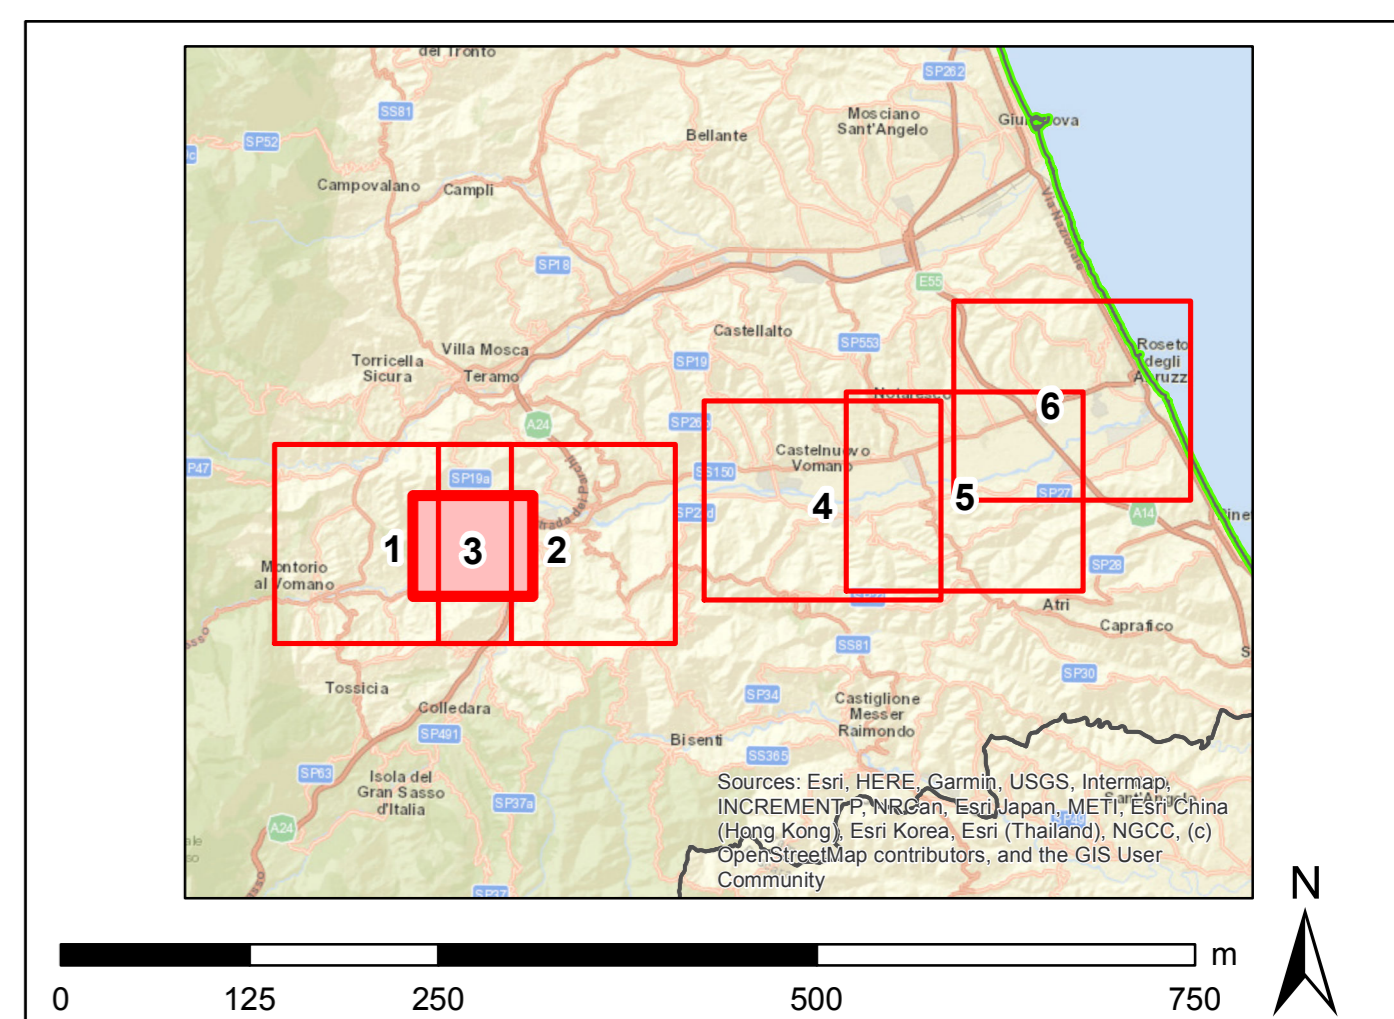 del Tronto
SP262
SS81
Mosciano
Sant'Angelo
Bellante
SP52
Campovalano
Campli
Via Nazionale
SP18
E55
Castellalto
SP553
Villa Mosca
Torricella
Sicura
Teramo
SP19
Roseto
degli
6
A24
Castelnuovo
Vomano
SP47
SP19a
SS150
SP27
4
5
A14
1
3
2
Montorio
al Vomano
SP28
Atri
Caprafico
SS81
Tossicia
Colledara
SP30
SP34
Castiglione
Messer
Raimondo
SP491
Bisenti
SS365
SP63
Isola del
Gran Sasso
d'Italia
SP37a
A24
SP37
Sources: Esri, HERE, Garmin, USGS, Intermap,
INCREMENT P, NRCan, Esri Japan, METI, Esri China
(Hong Kong), Esri Korea, Esri (Thailand), NGCC, (c)
OpenStreetMap contributors, and the GIS User
Community
N
m
0 125 250 500 750